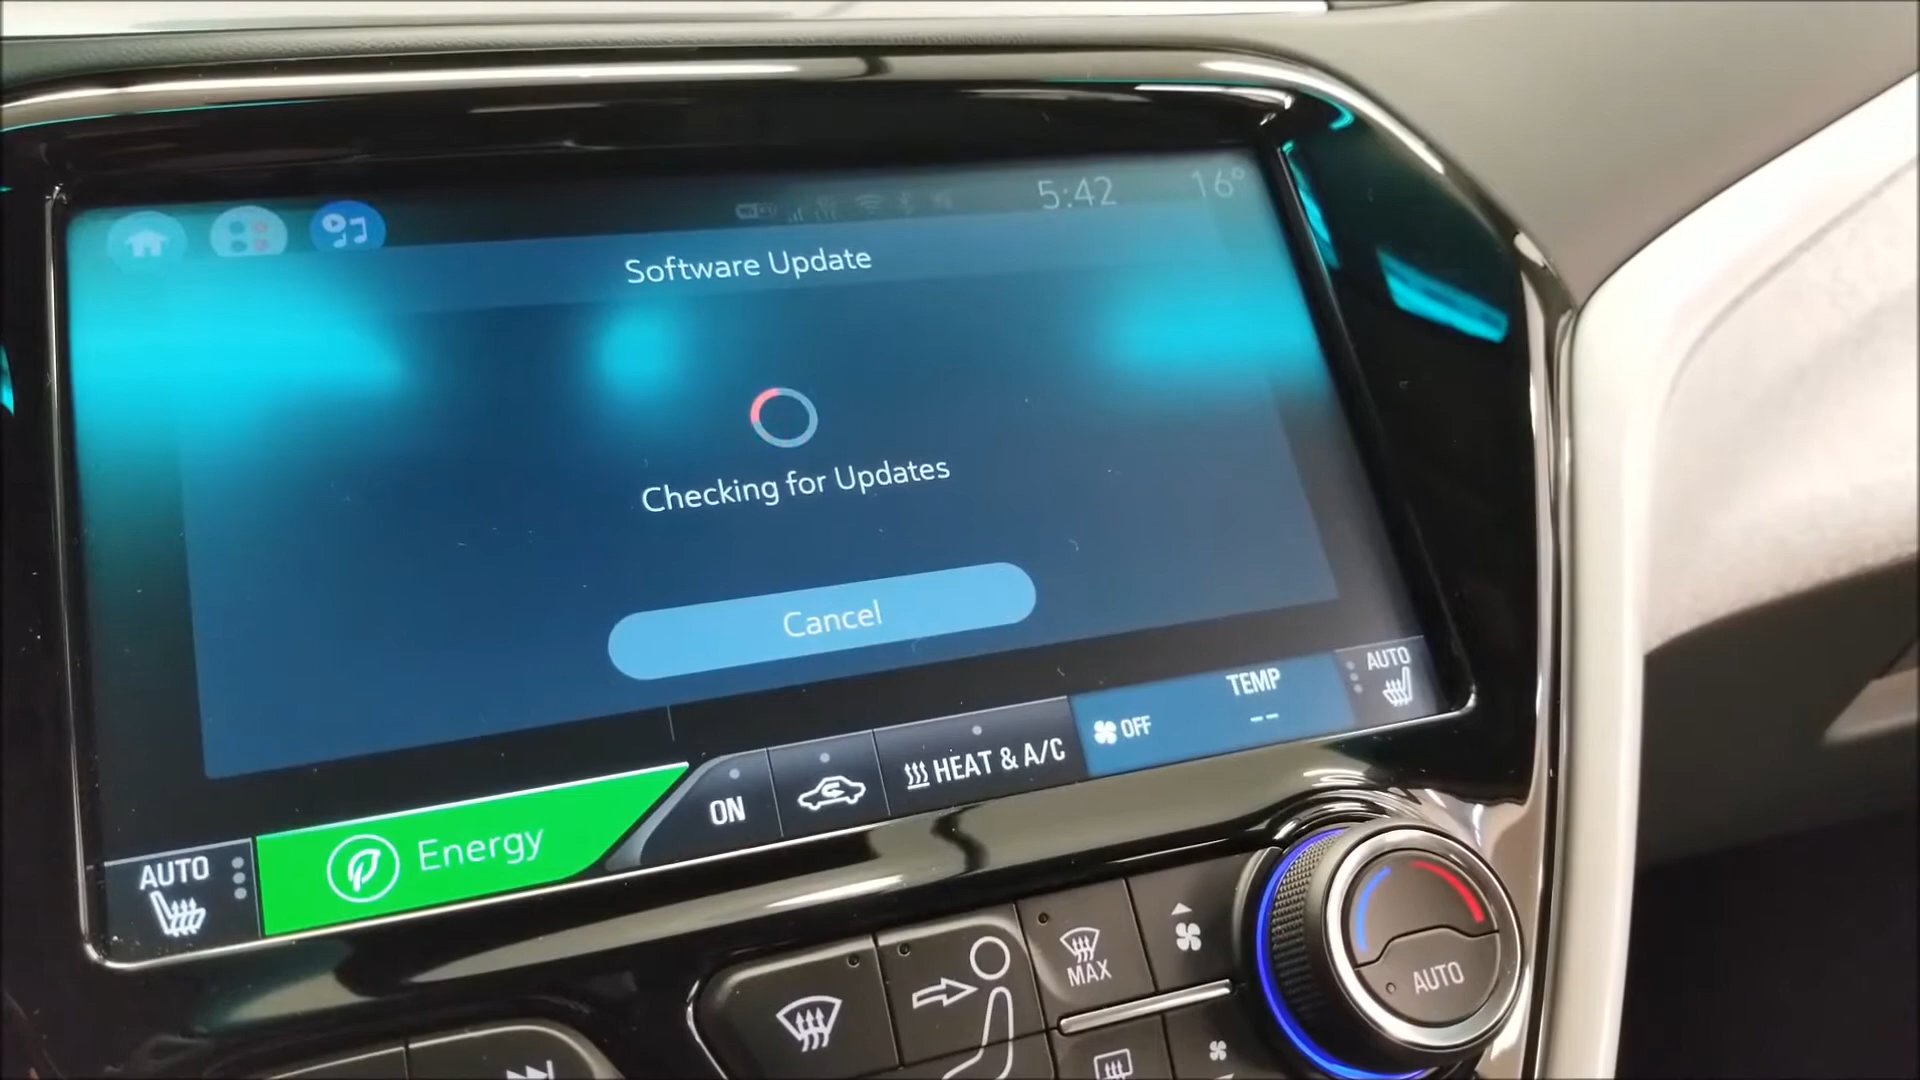 5:42 16°
Software Update
Checking for Updates
Cancel
AUTO
TEMP
OFF
--
HEAT & A/C
ON
Energy
AUTO
MAX
AUTO